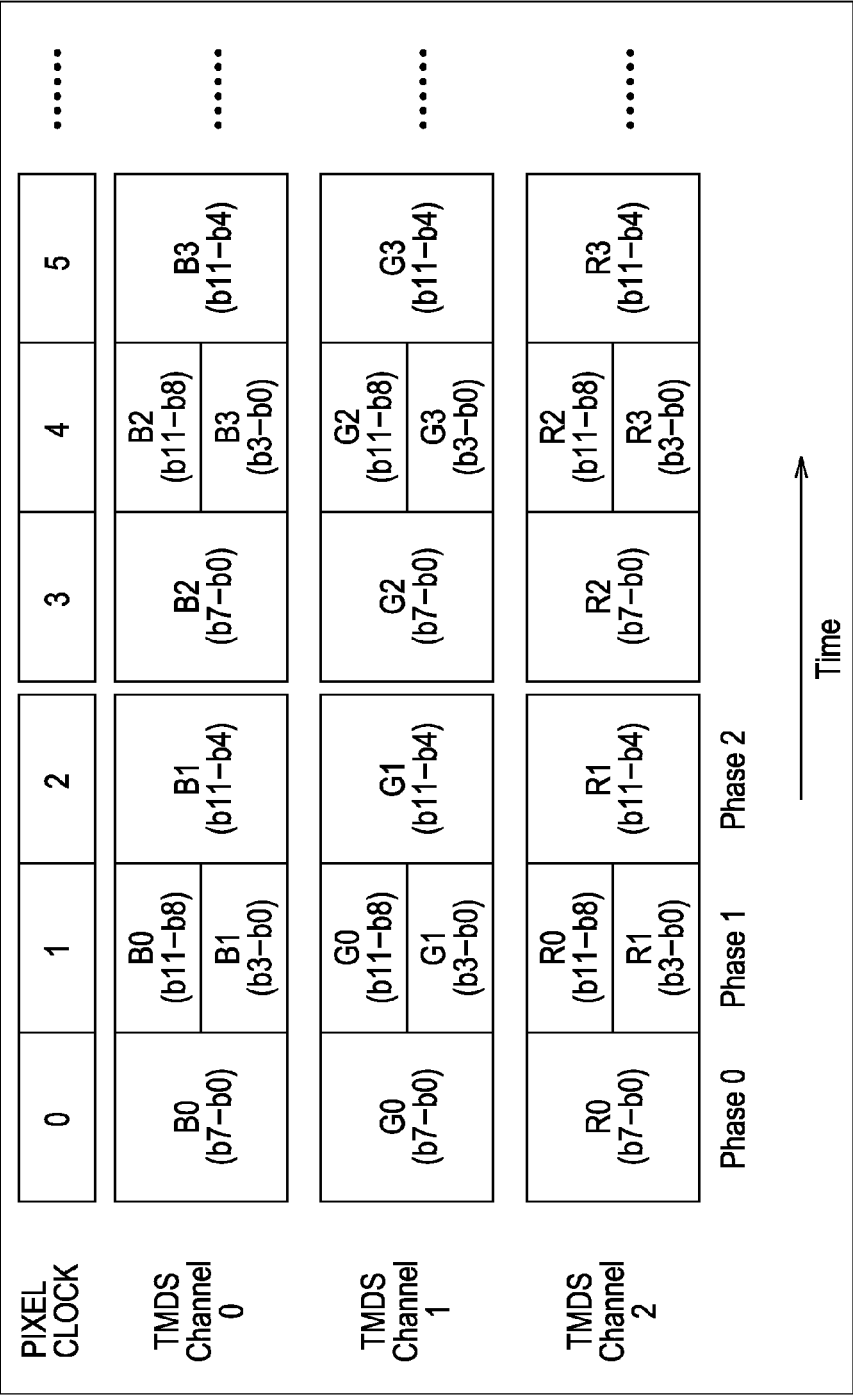 PIXEL
CLOCK
0
1
2
3
4
5
......
TMDS
Channel
0
B0
(b7-b0)
B0
(b11-b8)
B1
(b3-b0)
B1
(b11-b4)
B2
(b7-b0)
B2
(b11-b8)
B3
(b3-b0)
B3
(b11-b4)
......
TMDS
Channel
1
G0
(b7-b0)
G0
(b11-b8)
G1
(b3-b0)
G1
(b11-b4)
G2
(b7-b0)
G2
(b11-b8)
G3
(b3-b0)
G3
(b11-b4)
......
TMDS
Channel
2
R0
(b7-b0)
R0
(b11-b8)
R1
(b3-b0)
R1
(b11-b4)
R2
(b7-b0)
R2
(b11-b8)
R3
(b3-b0)
R3
(b11-b4)
......
Phase 0
Phase 1
Phase 2
Time